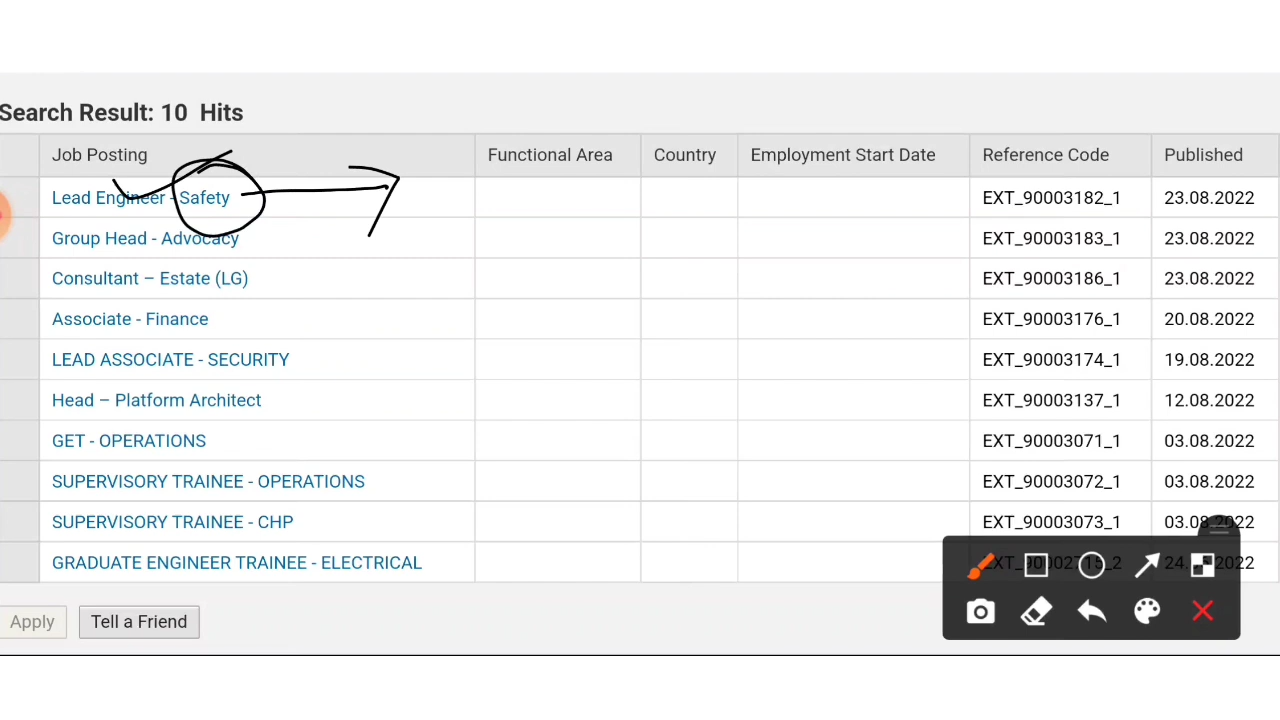 Search Result: 10 Hits
Job Posting Functional Area Country Employment Start Date Reference Code Published
Lead Engineer - Safety EXT_90003182_1 23.08.2022
Group Head - Advocacy EXT_90003183_1 23.08.2022
Consultant – Estate (LG) EXT_90003186_1 23.08.2022
Associate - Finance EXT_90003176_1 20.08.2022
LEAD ASSOCIATE - SECURITY EXT_90003174_1 19.08.2022
Head – Platform Architect EXT_90003137_1 12.08.2022
GET - OPERATIONS EXT_90003071_1 03.08.2022
SUPERVISORY TRAINEE - OPERATIONS EXT_90003072_1 03.08.2022
SUPERVISORY TRAINEE - CHP EXT_90003073_1 03.08.2022
GRADUATE ENGINEER TRAINEE - ELECTRICAL
Apply Tell a Friend